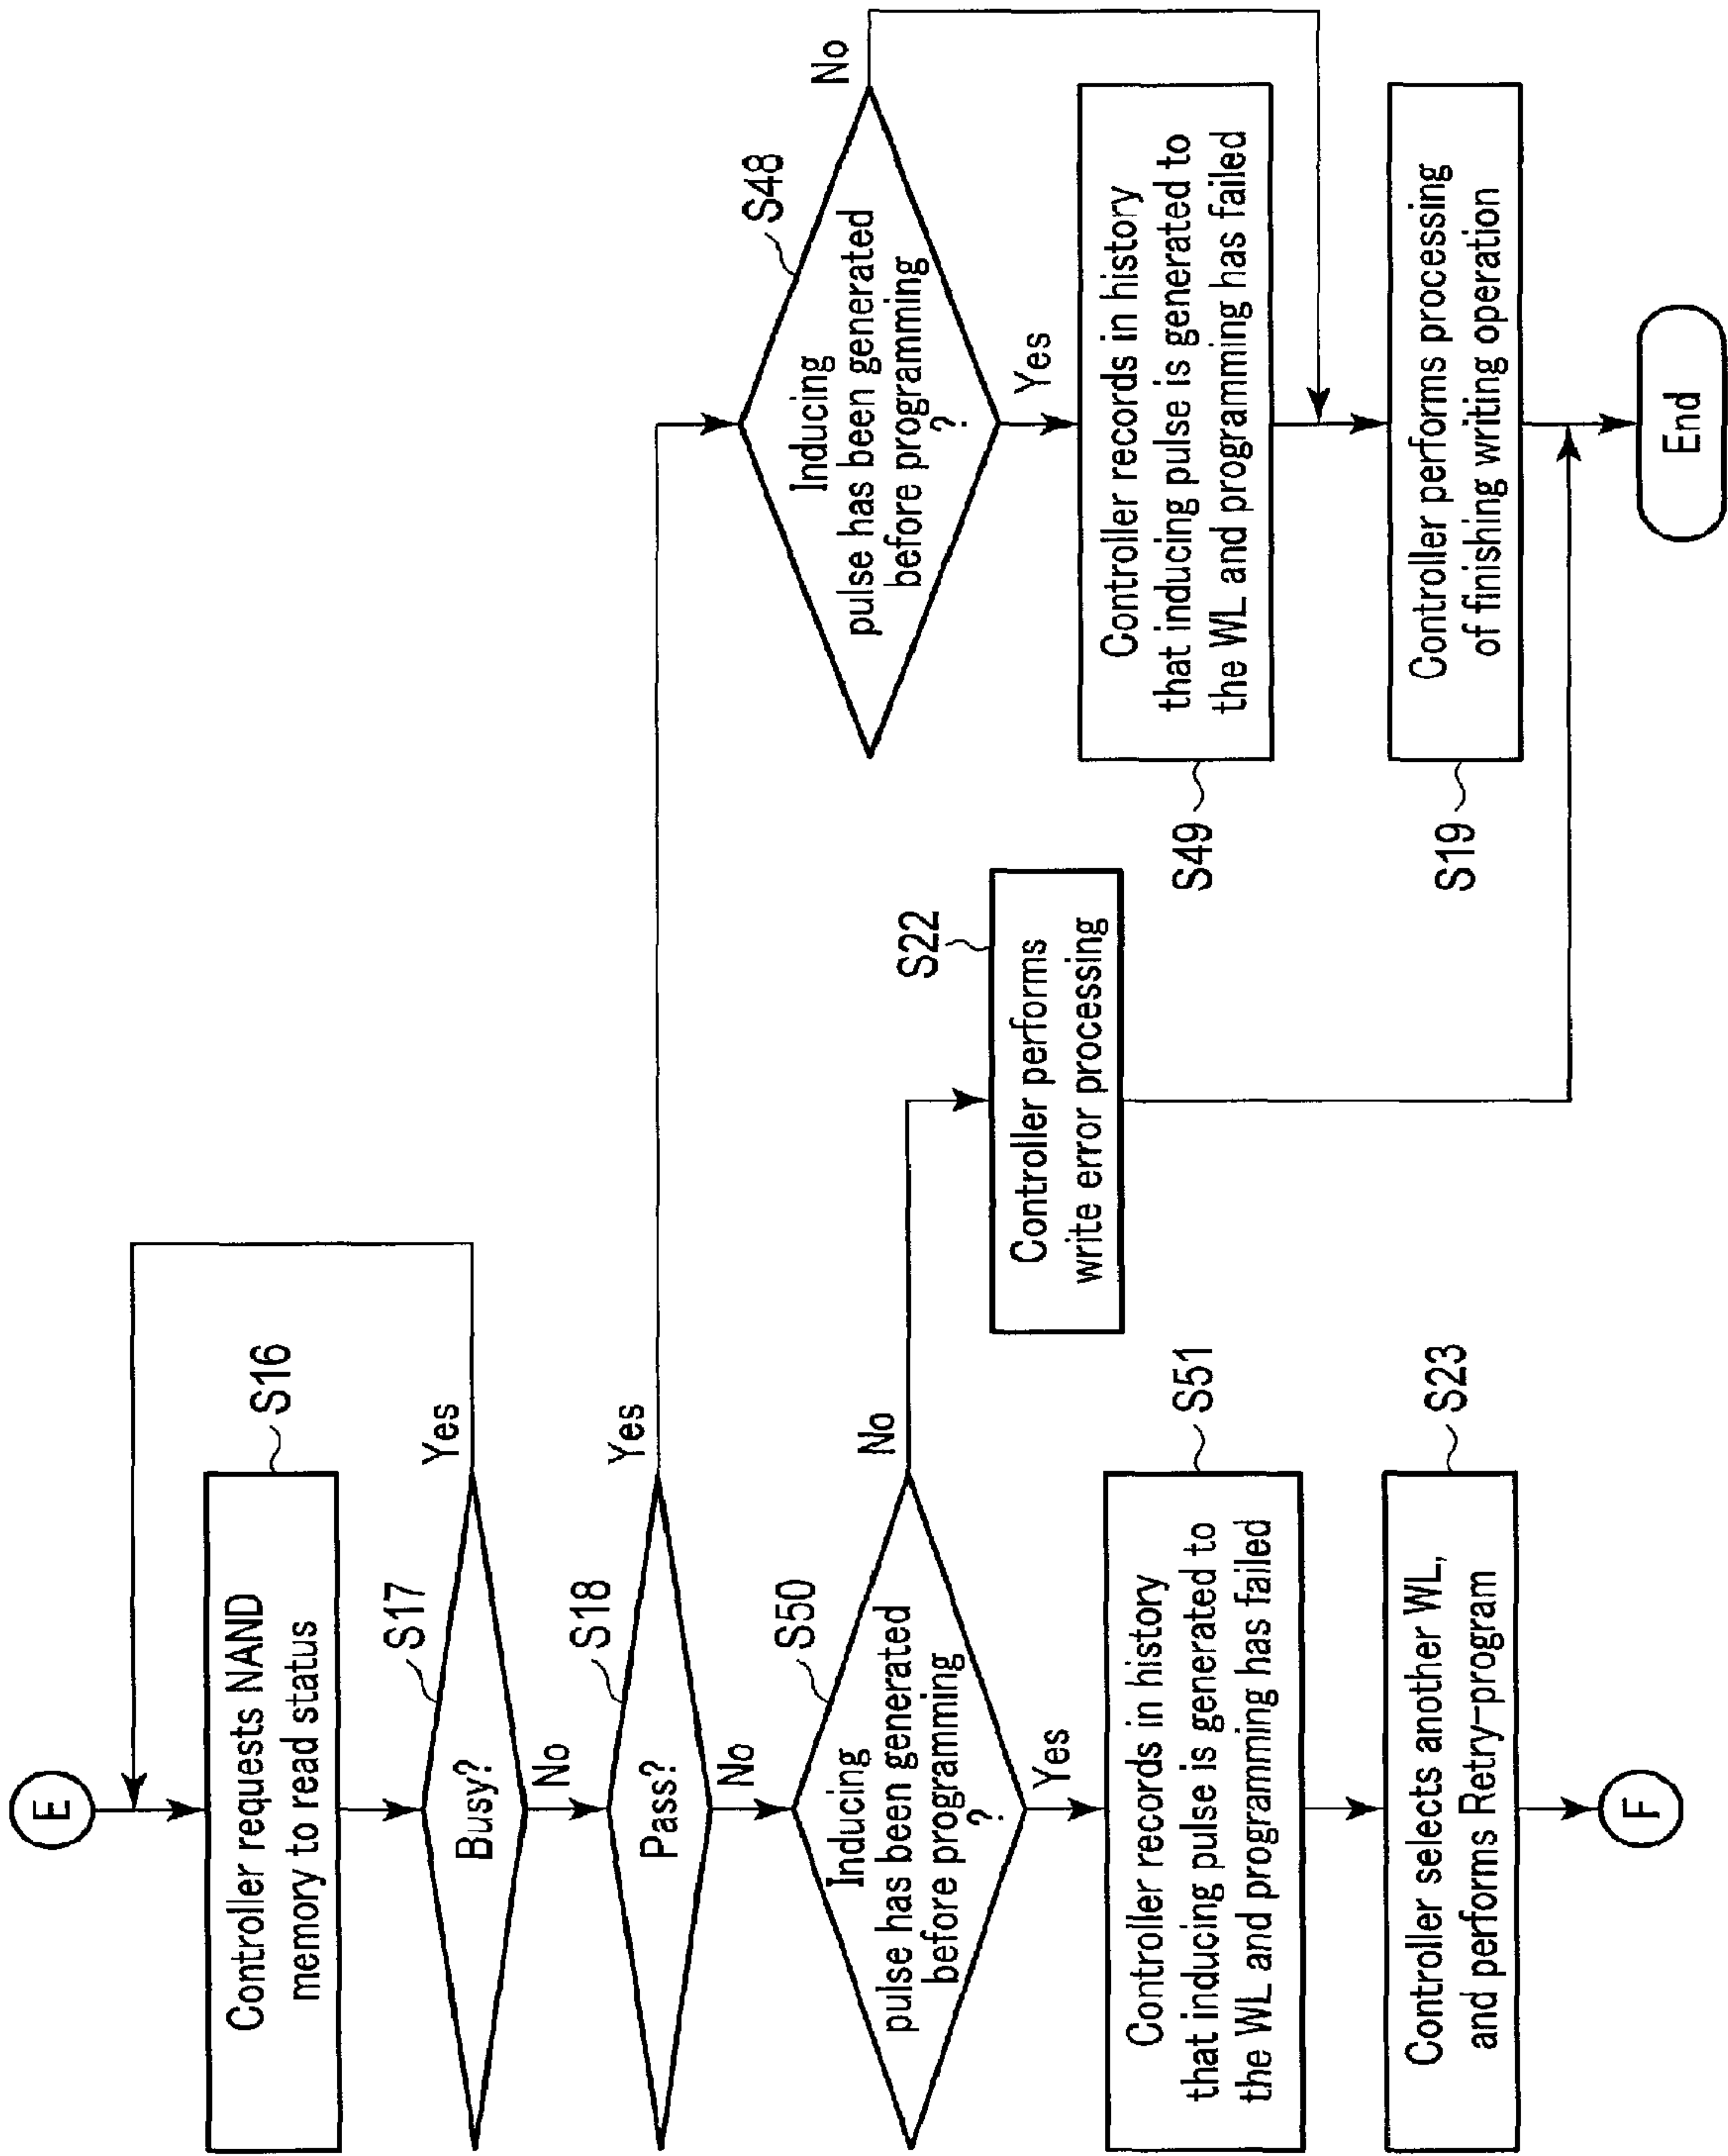 E
Controller requests NAND
memory to read status
S16
Busy?
S17
Yes
No
Pass?
S18
Yes
No
Inducing
pulse has been generated
before programming
?
S50
No
Yes
Controller records in history
that inducing pulse is generated to
the WL and programming has failed
S51
Controller selects another WL,
and performs Retry-program
S23
F
Controller performs
write error processing
S22
Inducing
pulse has been generated
before programming
?
S48
No
Yes
Controller records in history
that inducing pulse is generated to
the WL and programming has failed
S49
Controller performs processing
of finishing writing operation
S19
End